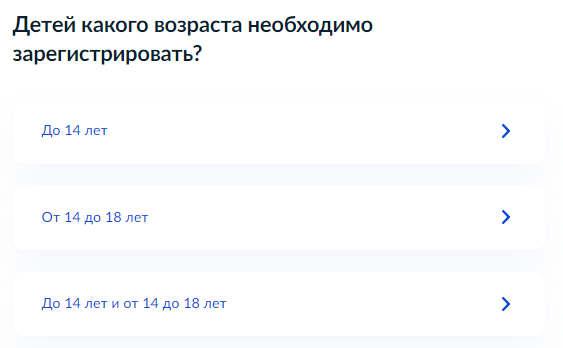 Детей какого возраста необходимо
зарегистрировать?
До 14 лет
От 14 до 18 лет
До 14 лет и от 14 до 18 лет